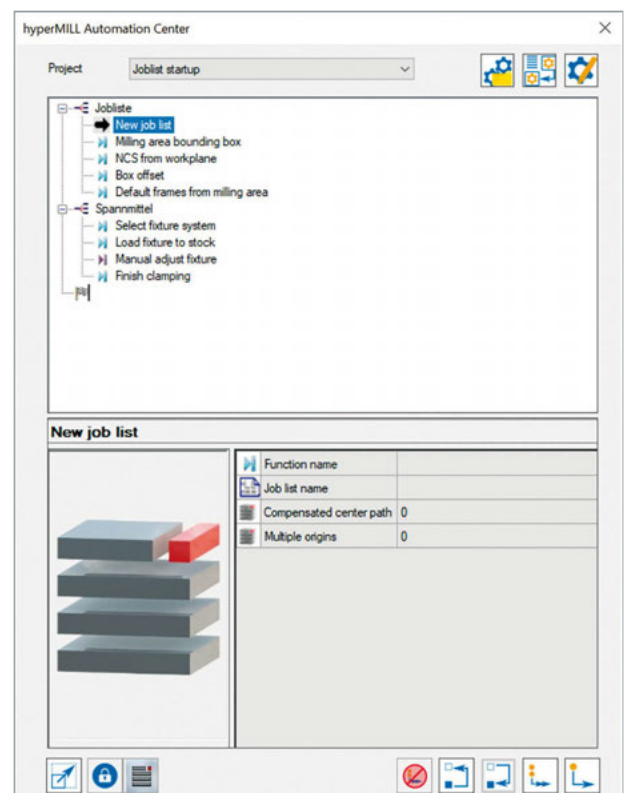 hyperMILL Automation Center
Project Joblist startup
Jobliste
New job list
Milling area bounding box
NCS from workplane
Box offset
Default frames from milling area
Spannmittel
Select fixture system
Load fixture to stock
Manual adjust fixture
Finish clamping
New job list
Function name
Job list name
Compensated center path 0
Multiple origins 0